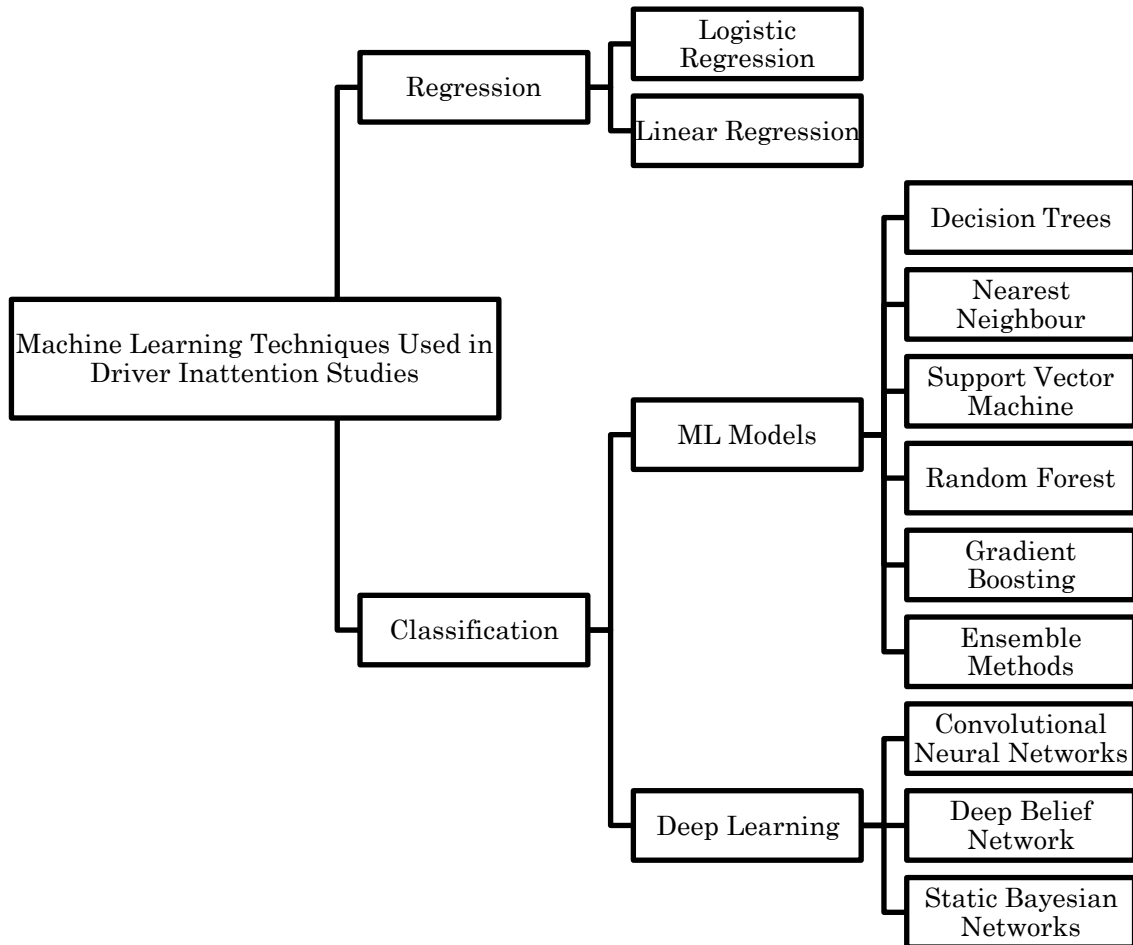 Logistic
Regression
Regression
Linear Regression
Decision Trees
Nearest
Neighbour
Machine Learning Techniques Used in
Driver Inattention Studies
Support Vector
Machine
ML Models
Random Forest
Gradient
Boosting
Classification
Ensemble
Methods
Convolutional
Neural Networks
Deep Learning
Deep Belief
Network
Static Bayesian
Networks